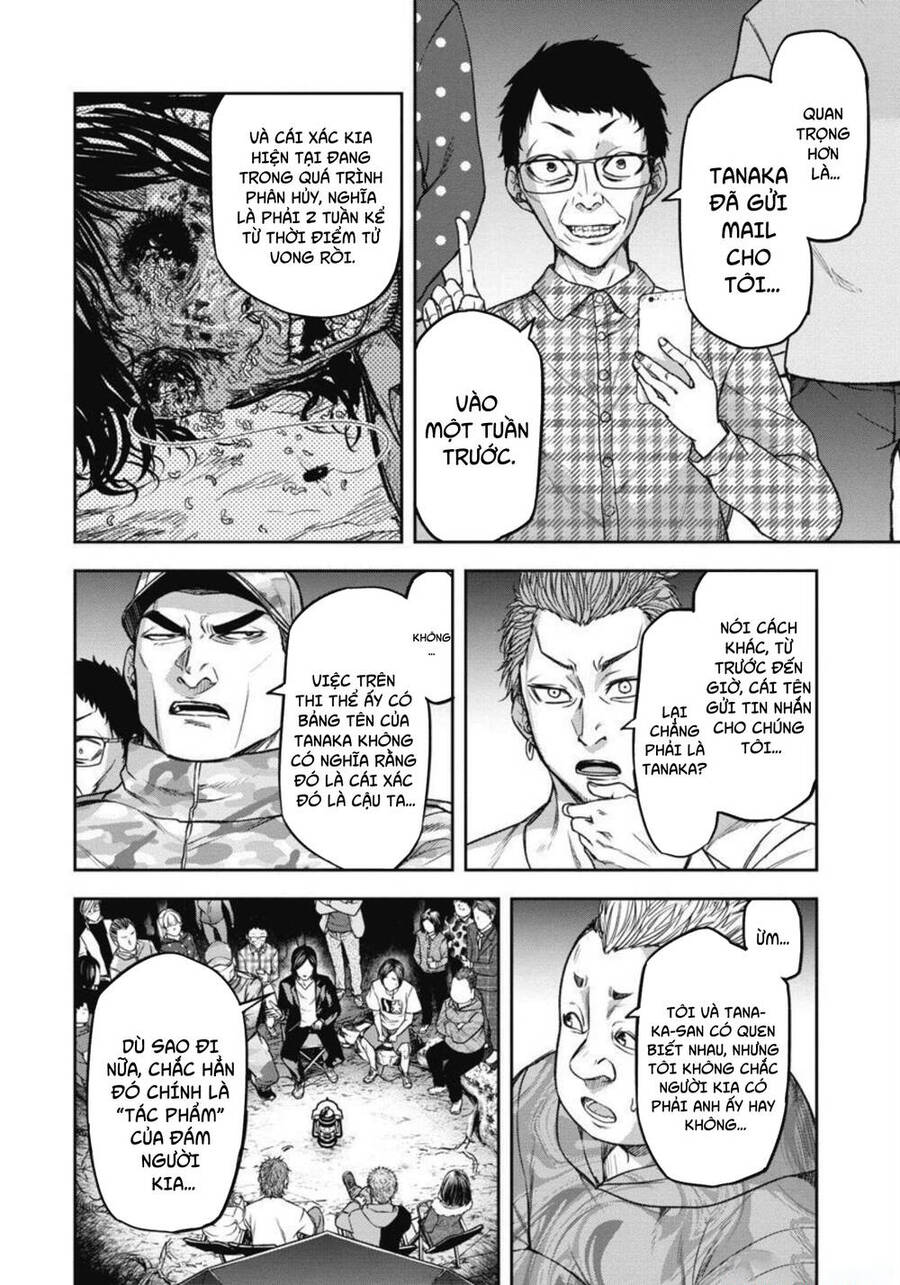 QUAN
TRỌNG
HƠN
LÀ...
TANAKA
ĐÃ GỬI
MAIL
CHO
TÔI...
VÀO
MỘT TUẦN
TRƯỚC.
VÀ CÁI XÁC KIA
HIỆN TẠI ĐANG
TRONG QUÁ TRÌNH
PHÂN HỦY, NGHĨA
LÀ PHẢI 2 TUẦN KỂ
TỪ THỜI ĐIỂM TỬ
VONG RỒI.
NÓI CÁCH
KHÁC, TỪ
TRƯỚC ĐẾN
GIỜ, CÁI TÊN
GỬI TIN NHẮN
CHO CHÚNG
TÔI...
LẠI
CHẲNG
PHẢI LÀ
TANAKA?
KHÔNG
...
VIỆC TRÊN
THI THỂ ẤY CÓ
BẢNG TÊN CỦA
TANAKA KHÔNG
CÓ NGHĨA RẰNG
ĐÓ LÀ CÁI XÁC
ĐÓ LÀ CẬU TA...
ỪM...
TÔI VÀ TANA-
KA-SAN CÓ QUEN
BIẾT NHAU, NHƯNG
TÔI KHÔNG CHẮC
NGƯỜI KIA CÓ
PHẢI ANH ẤY HAY
KHÔNG...
DÙ SAO ĐI
NỮA, CHẮC HẲN
ĐÓ CHÍNH LÀ
“TÁC PHẨM”
CỦA ĐÁM
NGƯỜI
KIA...